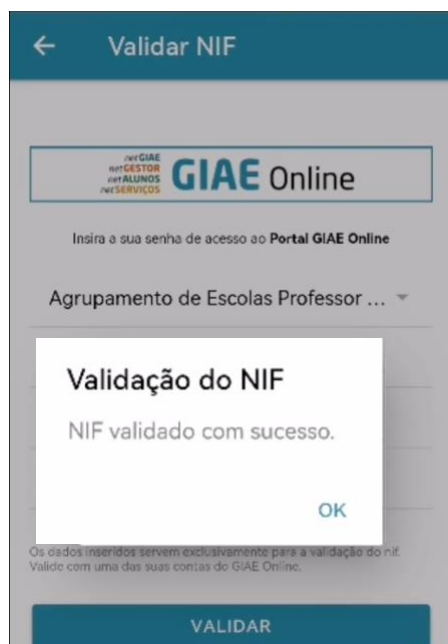 Validar NIF
netGIAE
netGESTOR
netALUNOS
netSERVIÇOS
GIAE Online
Insira a sua senha de acesso ao Portal GIAE Online
Agrupamento de Escolas Professor ...
Validação do NIF
NIF validado com sucesso.
OK
Os dados inseridos servem exclusivamente para a validação do nif.
Valide com uma das suas contas do GIAE Online.
VALIDAR